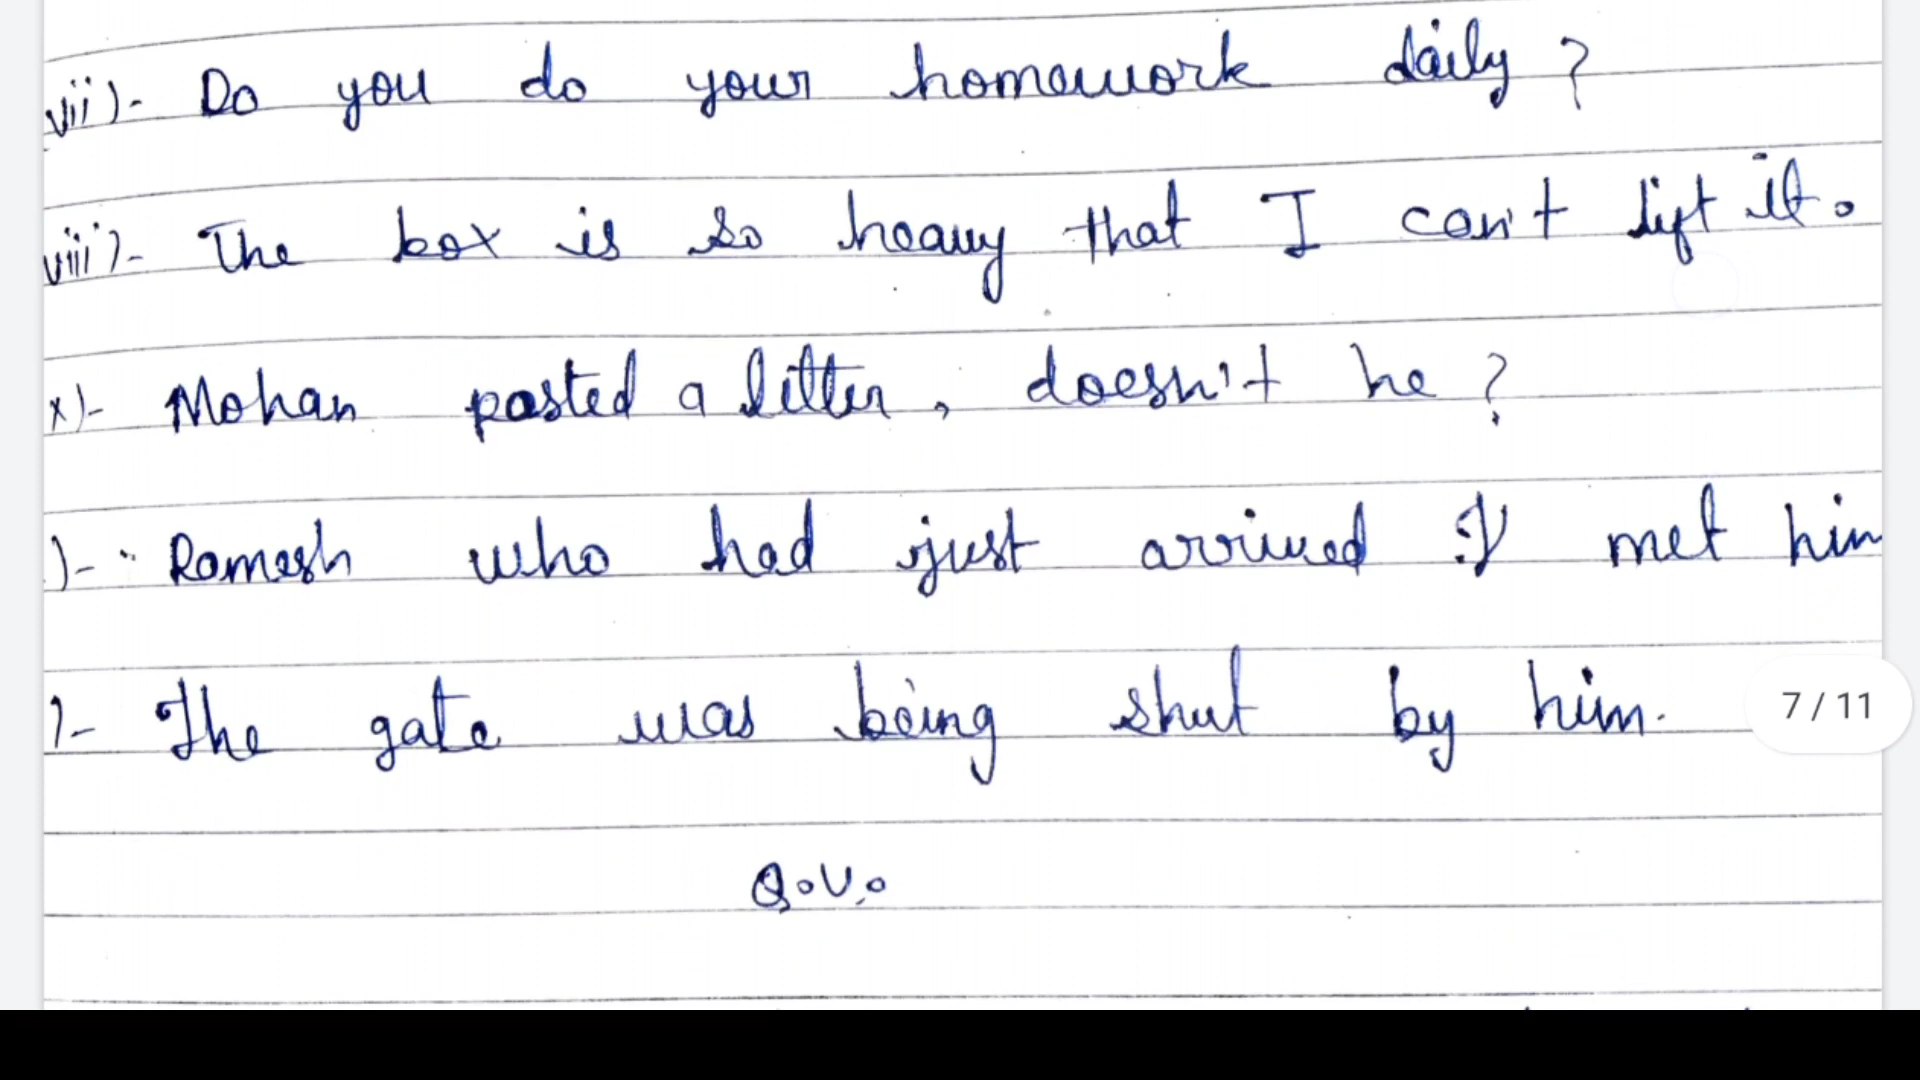 vii)- Do you do your homework daily?
viii)- The box is so heavy that I can't lift it.
x)- Mohan posted a letter, doesn't he?
)- Ramesh who had just arrived I met him
)- The gate was being shut by him.
7 / 11
Q.V.